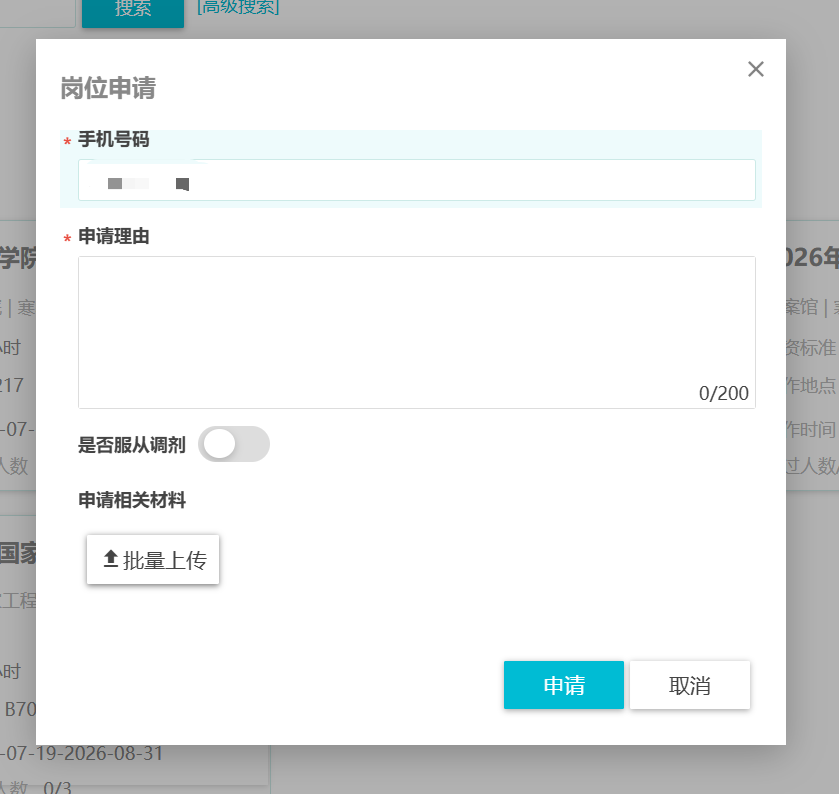 搜索 [高级搜索]
岗位申请
* 手机号码
* 申请理由
学院
026年
| 寒
案馆 |
小时
资标准
217
作地点
0/200
-07-
作时间
人数
过人数/
是否服从调剂
申请相关材料
批量上传
国家
工程
小时
申请 取消
B70
-07-19-2026-08-31
人数 0/3